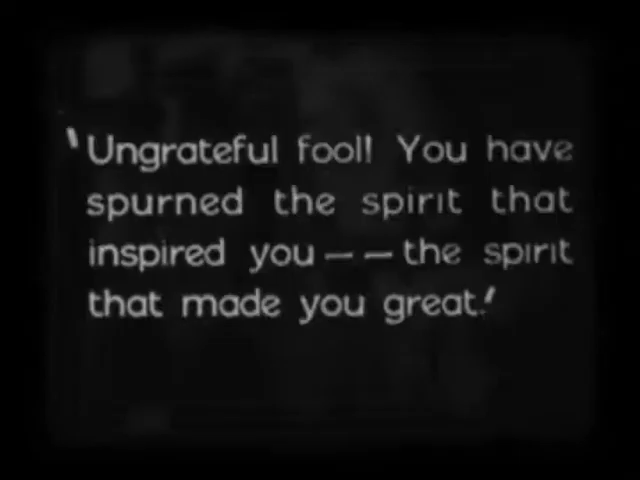 'Ungrateful fool! You have
spurned the spirit that
inspired you -- the spirit
that made you great.'